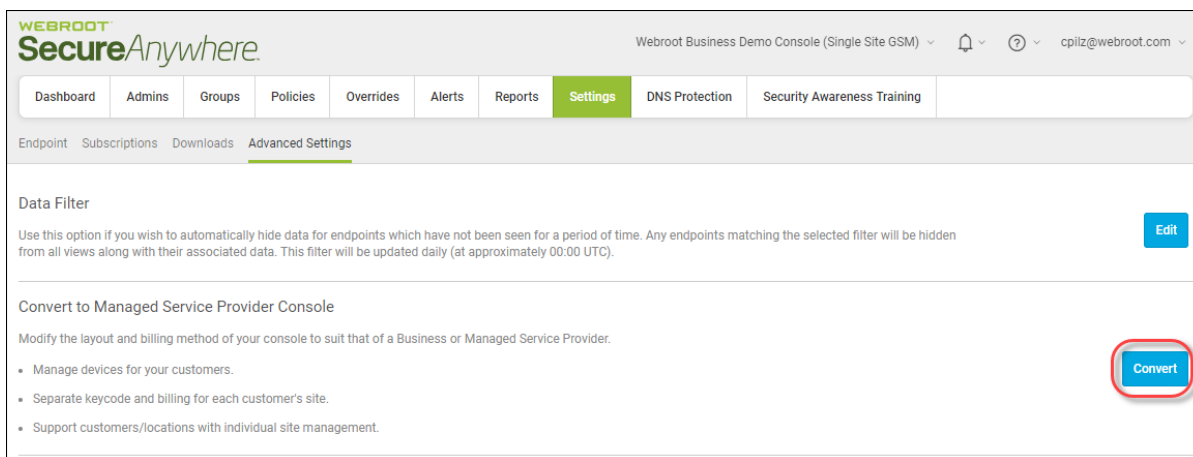 WEBROOT
SecureAnywhere.
Webroot Business Demo Console (Single Site GSM) cpilz@webroot.com
Dashboard Admins Groups Policies Overrides Alerts Reports Settings DNS Protection Security Awareness Training
Endpoint Subscriptions Downloads Advanced Settings
Data Filter
Use this option if you wish to automatically hide data for endpoints which have not been seen for a period of time. Any endpoints matching the selected filter will be hidden
from all views along with their associated data. This filter will be updated daily (at approximately 00:00 UTC).
Edit
Convert to Managed Service Provider Console
Modify the layout and billing method of your console to suit that of a Business or Managed Service Provider.
• Manage devices for your customers.
Convert
• Separate keycode and billing for each customer's site.
• Support customers/locations with individual site management.